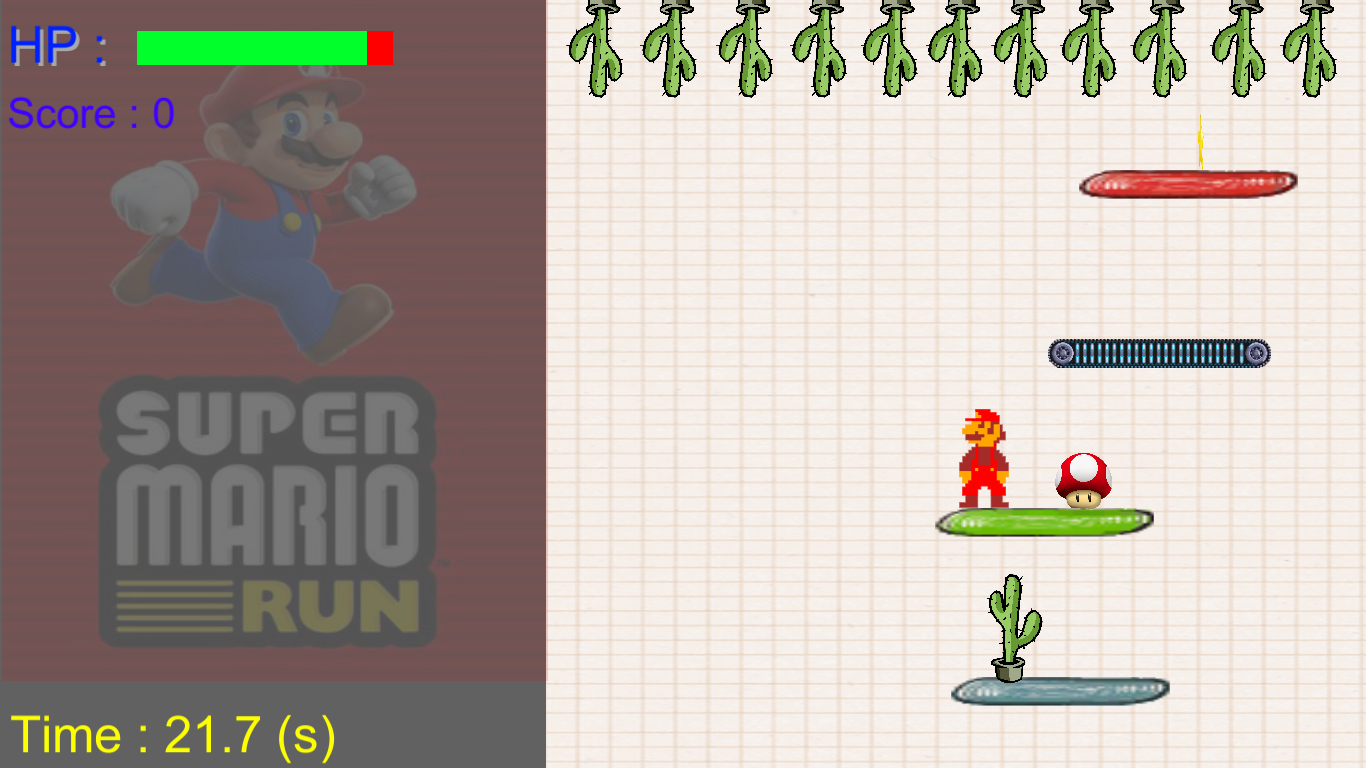 HP :
Score : 0
SUPER
MARIO
RUN
Time : 21.7 (s)